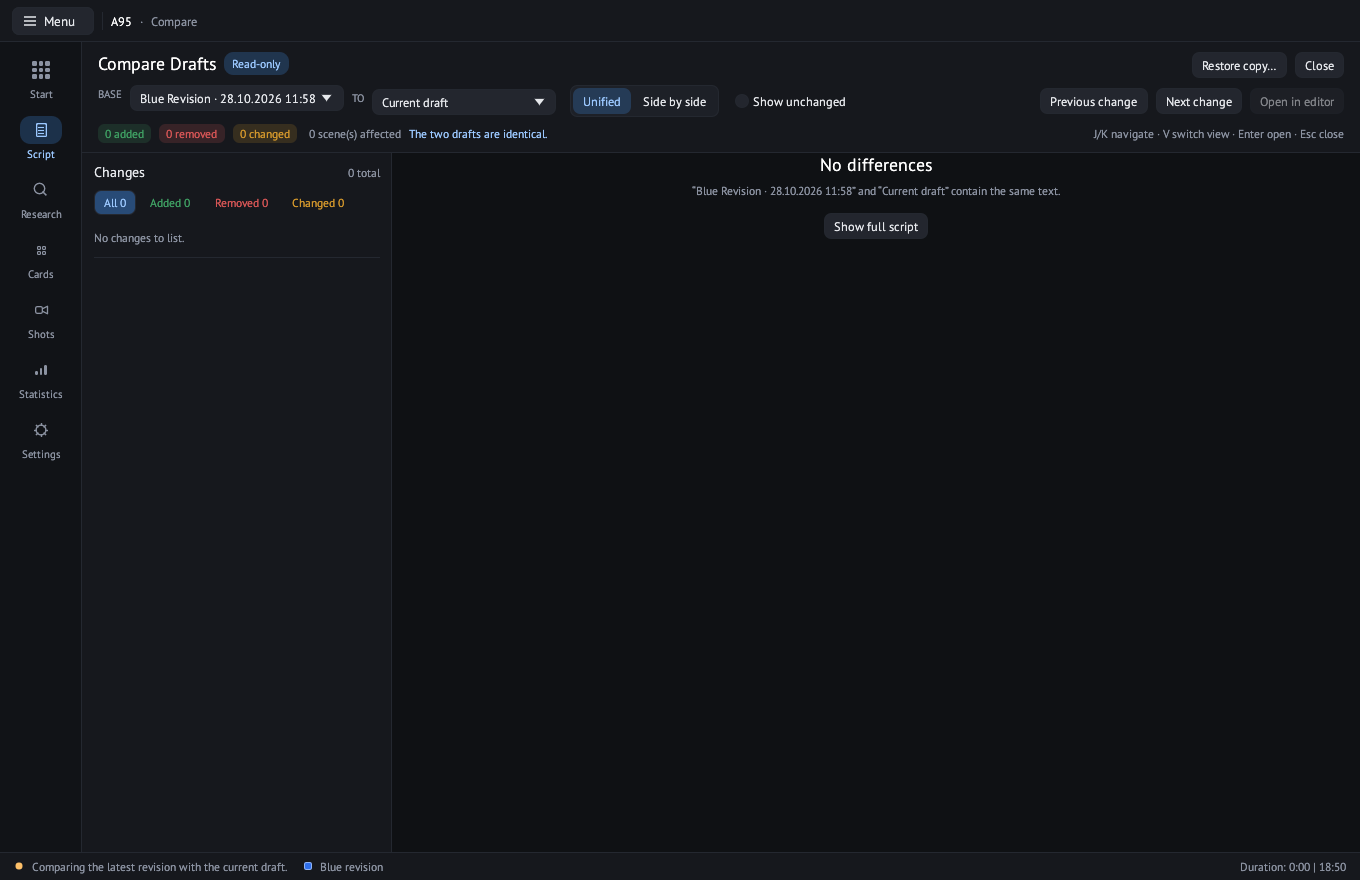 Menu
A95 · Compare
Start
Script
Research
Cards
Shots
Statistics
Settings
Compare Drafts
Read-only
Restore copy...
Close
BASE
Blue Revision · 28.10.2026 11:58
TO
Current draft
Unified
Side by side
Show unchanged
Previous change
Next change
Open in editor
0 added
0 removed
0 changed
0 scene(s) affected
The two drafts are identical.
J/K navigate · V switch view · Enter open · Esc close
Changes
0 total
All 0
Added 0
Removed 0
Changed 0
No changes to list.
No differences
"Blue Revision · 28.10.2026 11:58" and "Current draft" contain the same text.
Show full script
Comparing the latest revision with the current draft.
Blue revision
Duration: 0:00 | 18:50